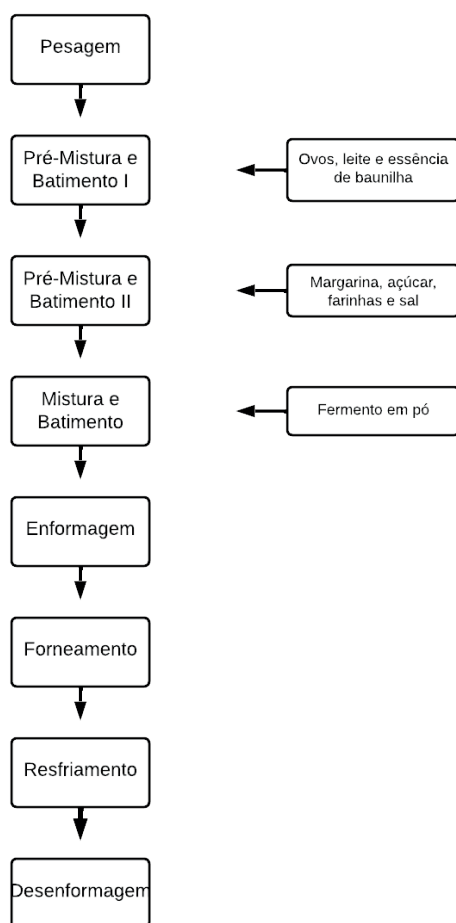 Pesagem
Pré-Mistura e
Batimento I
Ovos, leite e essência
de baunilha
Pré-Mistura e
Batimento II
Margarina, açúcar,
farinhas e sal
Mistura e
Batimento
Fermento em pó
Enformagem
Forneamento
Resfriamento
Desenformagem